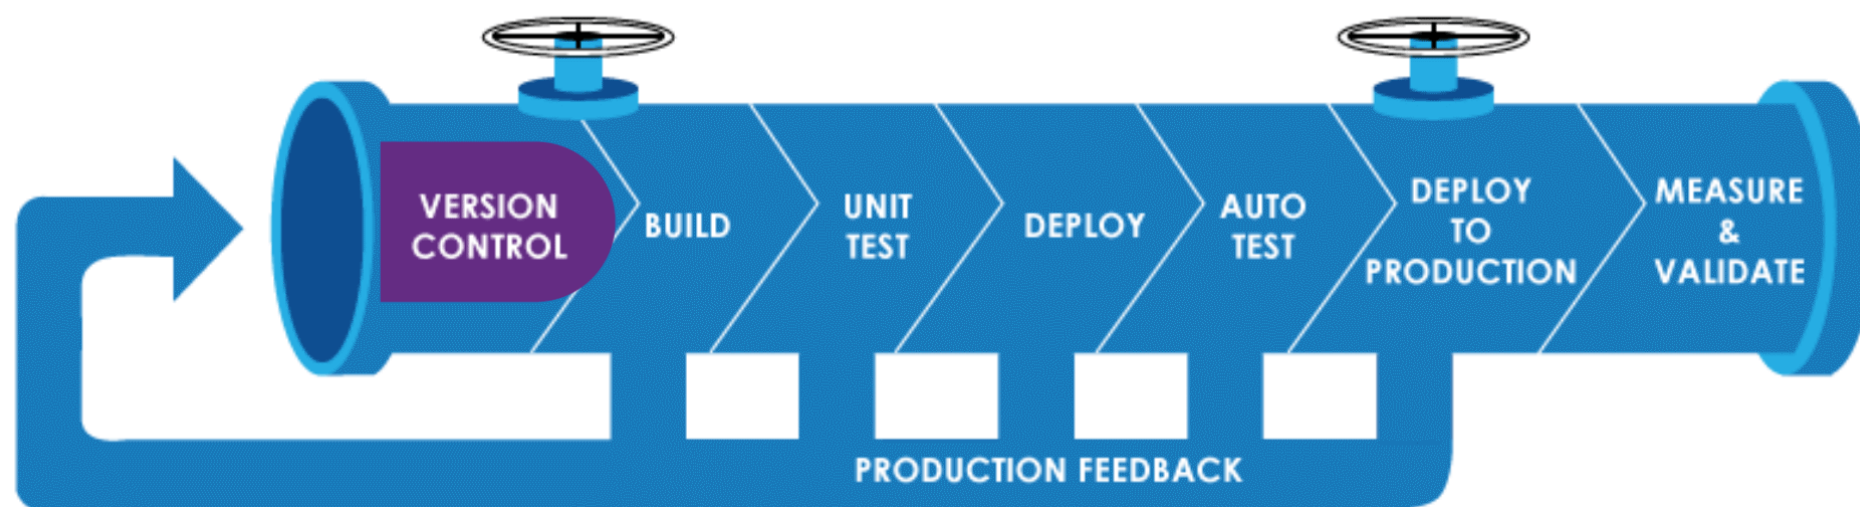 VERSION
CONTROL
BUILD
UNIT
TEST
DEPLOY
AUTO
TEST
DEPLOY
TO
PRODUCTION
MEASURE
&
VALIDATE
PRODUCTION FEEDBACK